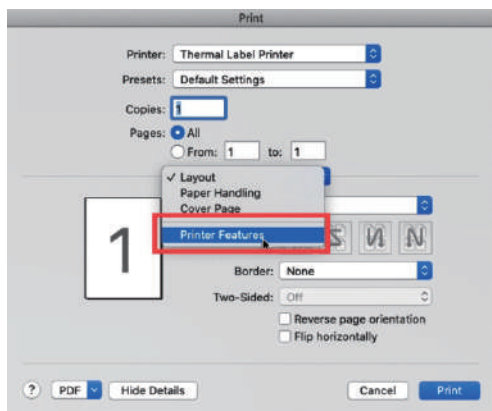 Print
Printer: Thermal Label Printer
Presets: Default Settings
Copies: 1
Pages: All
From: 1 to: 1
✓ Layout
Paper Handling
Cover Page
Printer Features
1
Border: None
Two-Sided: Off
Reverse page orientation
Flip horizontally
? PDF Hide Details Cancel Print